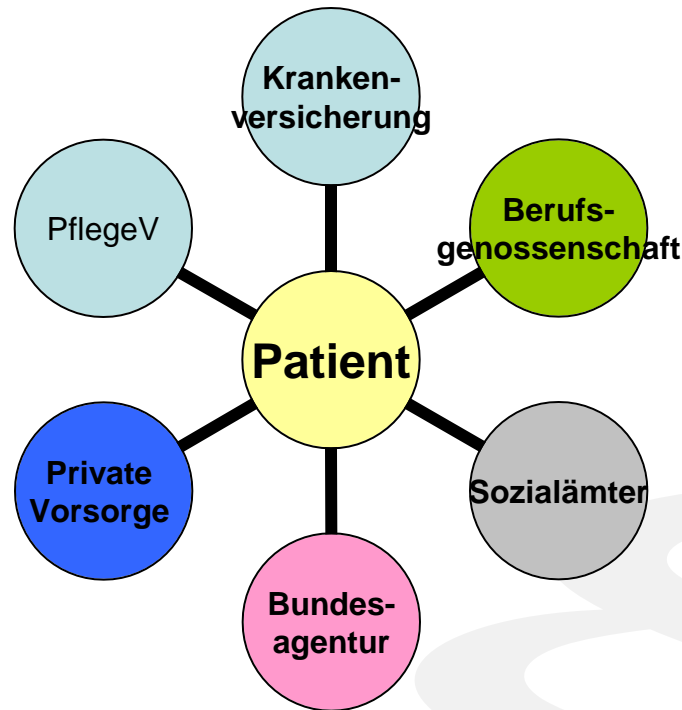 Kranken-
versicherung
PflegeV
Berufs-
genossenschaft
Patient
Private
Vorsorge
Sozialämter
Bundes-
agentur